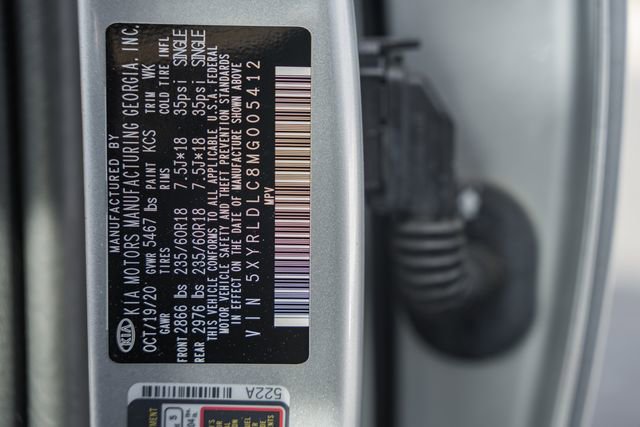 MANUFACTURED BY
KIA KIA MOTORS MANUFACTURING GEORGIA, INC.
OCT/19/20 GVWR 5467 lbs PAINT KCS TRIM WK
GAWR TIRES RIMS COLD TIRE INFL
FRONT 2866 lbs 235/60R18 7.5J*18 35psi SINGLE
REAR 2976 lbs 235/60R18 7.5J*18 35psi SINGLE
THIS VEHICLE CONFORMS TO ALL APPLICABLE U.S.A. FEDERAL
MOTOR VEHICLE SAFETY AND THEFT PREVENTION STANDARDS
IN EFFECT ON THE DATE OF MANUFACTURE SHOWN ABOVE
VIN 5XYRLDLC8MG005412
MPV
522A
5